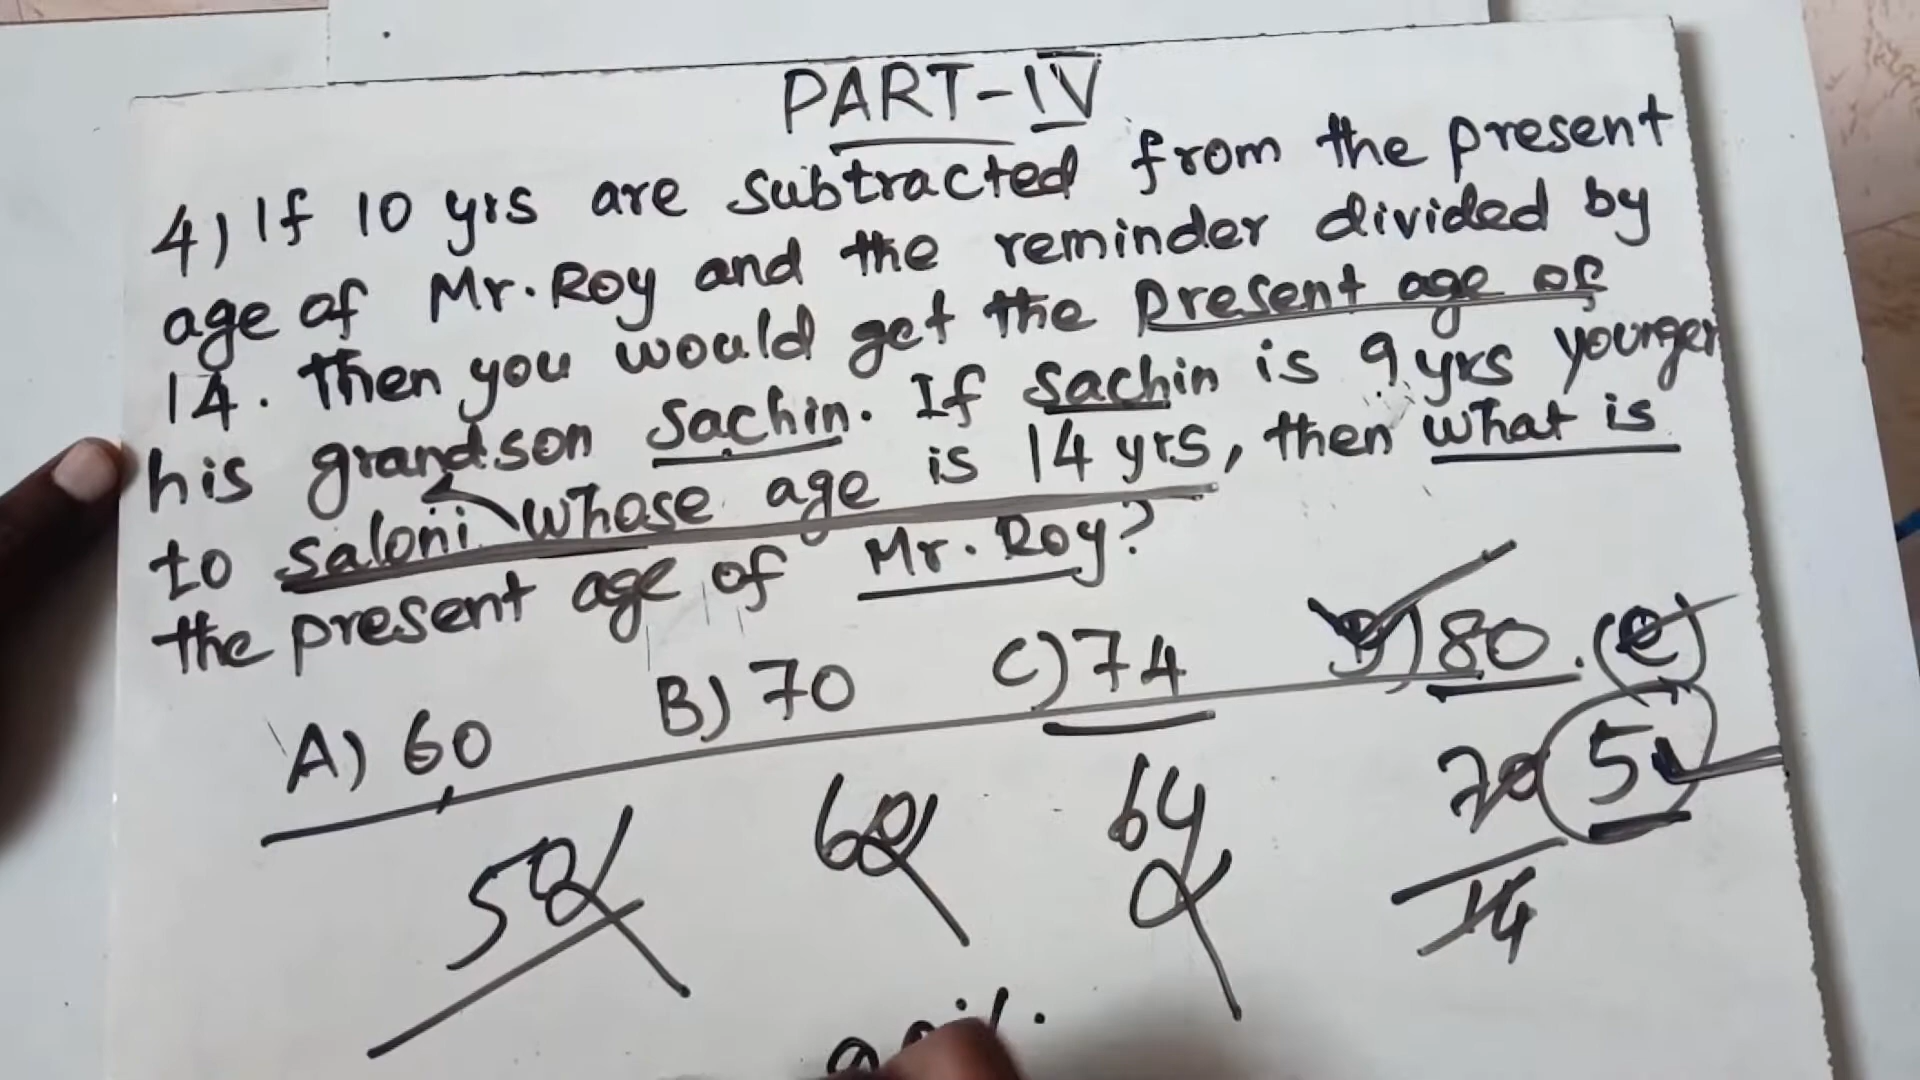 PART-IV
4) If 10 yrs are subtracted from the present
age of Mr. Roy and the reminder divided by
14. Then you would get the present age of
his grandson Sachin. If Sachin is 9 yrs younger
to Saloni whose age is 14 yrs, then what is
the present age of Mr. Roy?
A) 60 B) 70 C) 74 D) 80. (e)
50 60 64 70 5
14